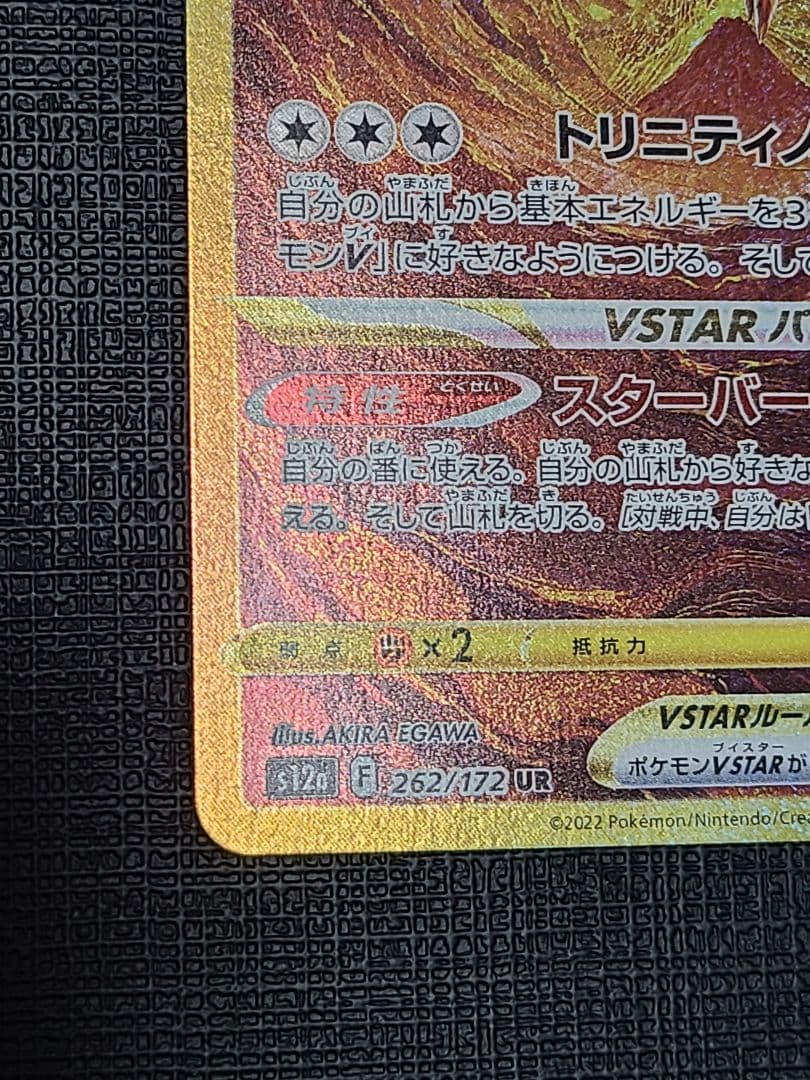 トリニティノ
自分の山札から基本エネルギーを3
モンV」に好きなようにつける。そして
VSTARパ
特性 スターバー
自分の番に使える。自分の山札から好きな
える。そして山札を切る。[対戦中、自分は
弱点 ×2 抵抗力
illus.AKIRA EGAWA
VSTARルール
S12a F 262/172 UR
ポケモンVSTARが
©2022 Pokémon/Nintendo/Crea